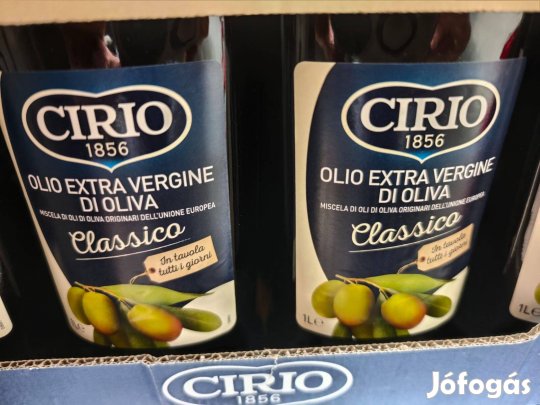 CIRIO
1856
OLIO EXTRA VERGINE
DI OLIVA
MISCELA DI OLI DI OLIVA ORIGINARI DELL'UNIONE EUROPEA
Classico
In tavola
tutti i giorni
1L e
CIRIO
1856
OLIO EXTRA VERGINE
DI OLIVA
MISCELA DI OLI DI OLIVA ORIGINARI DELL'UNIONE EUROPEA
Classico
In tavola
tutti i giorni
1L e
1L e
CIRIO
1856
Jófogás